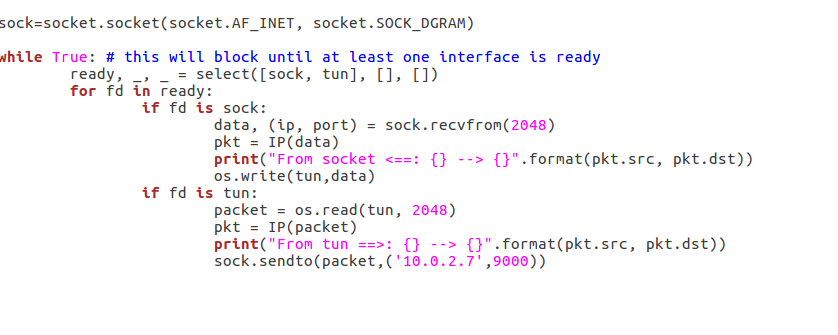 sock=socket.socket(socket.AF_INET, socket.SOCK_DGRAM)
while True: # this will block until at least one interface is ready
ready, _, _ = select([sock, tun], [], [])
for fd in ready:
if fd is sock:
data, (ip, port) = sock.recvfrom(2048)
pkt = IP(data)
print("From socket <==: {} --> {}".format(pkt.src, pkt.dst))
os.write(tun,data)
if fd is tun:
packet = os.read(tun, 2048)
pkt = IP(packet)
print("From tun ==>: {} --> {}".format(pkt.src, pkt.dst))
sock.sendto(packet,('10.0.2.7',9000))